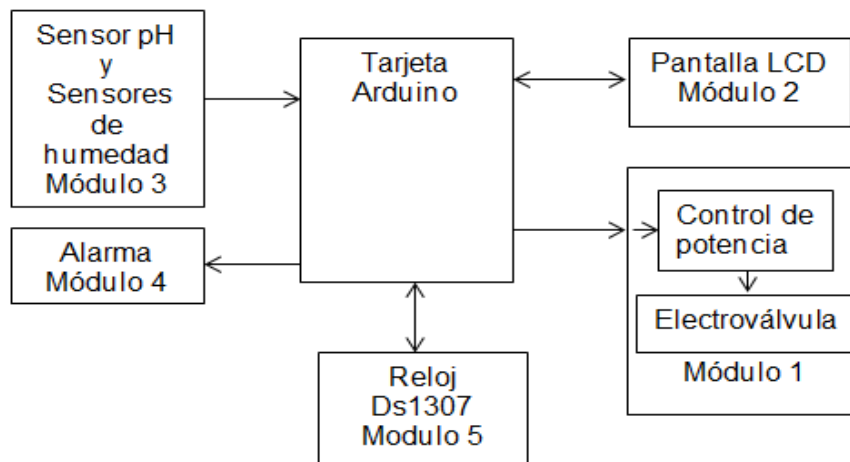 Sensor pH
y
Sensores
de
humedad
Módulo 3
Tarjeta
Arduino
Pantalla LCD
Módulo 2
Control de
potencia
Electroválvula
Módulo 1
Alarma
Módulo 4
Reloj
Ds1307
Modulo 5